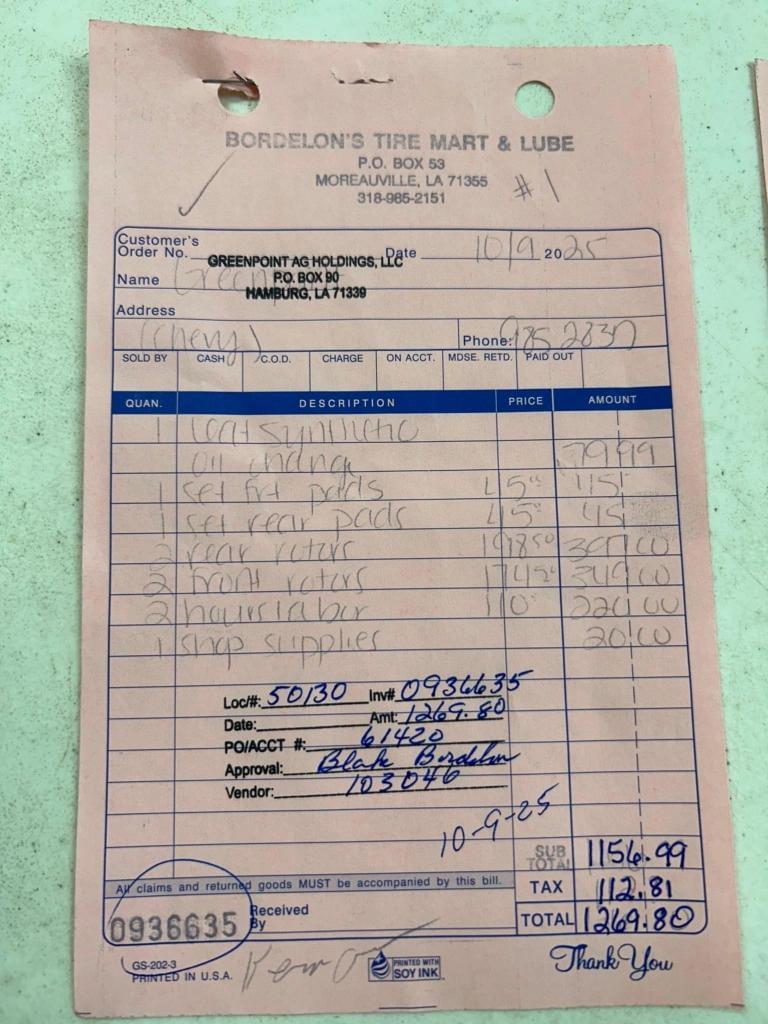 BORDELON'S TIRE MART & LUBE
P.O. BOX 53
MOREAUVILLE, LA 71355
318-985-2151
#1
Customer's
Order No.
Date 10/9 2025
GREENPOINT AG HOLDINGS, LLC
Name
P.O. BOX 90
HAMBURG, LA 71339
Address
(Chevy)
Phone: 985 2837
SOLD BY CASH C.O.D. CHARGE ON ACCT. MDSE. RETD. PAID OUT
QUAN. DESCRIPTION PRICE AMOUNT
1 synthetic
oil change 79 99
1 set frt pads 45 45
1 set rear pads 45 45
2 rear rotors 198 50 397 00
2 front rotors 174 50 349 00
2 hours labor 110 220 00
1 shop supplies 20.00
Loc/#: 50130 Inv# 0936635
Date: Amt: 1269.80
PO/ACCT #: 61420
Approval: Blake Bordelon
Vendor: 103046
10-9-25
SUB
TOTAL 1156.99
All claims and returned goods MUST be accompanied by this bill.
TAX 112.81
0936635
Received
By
TOTAL 1269.80
GS-202-3
PRINTED IN U.S.A.
PRINTED WITH
SOY INK
Thank You